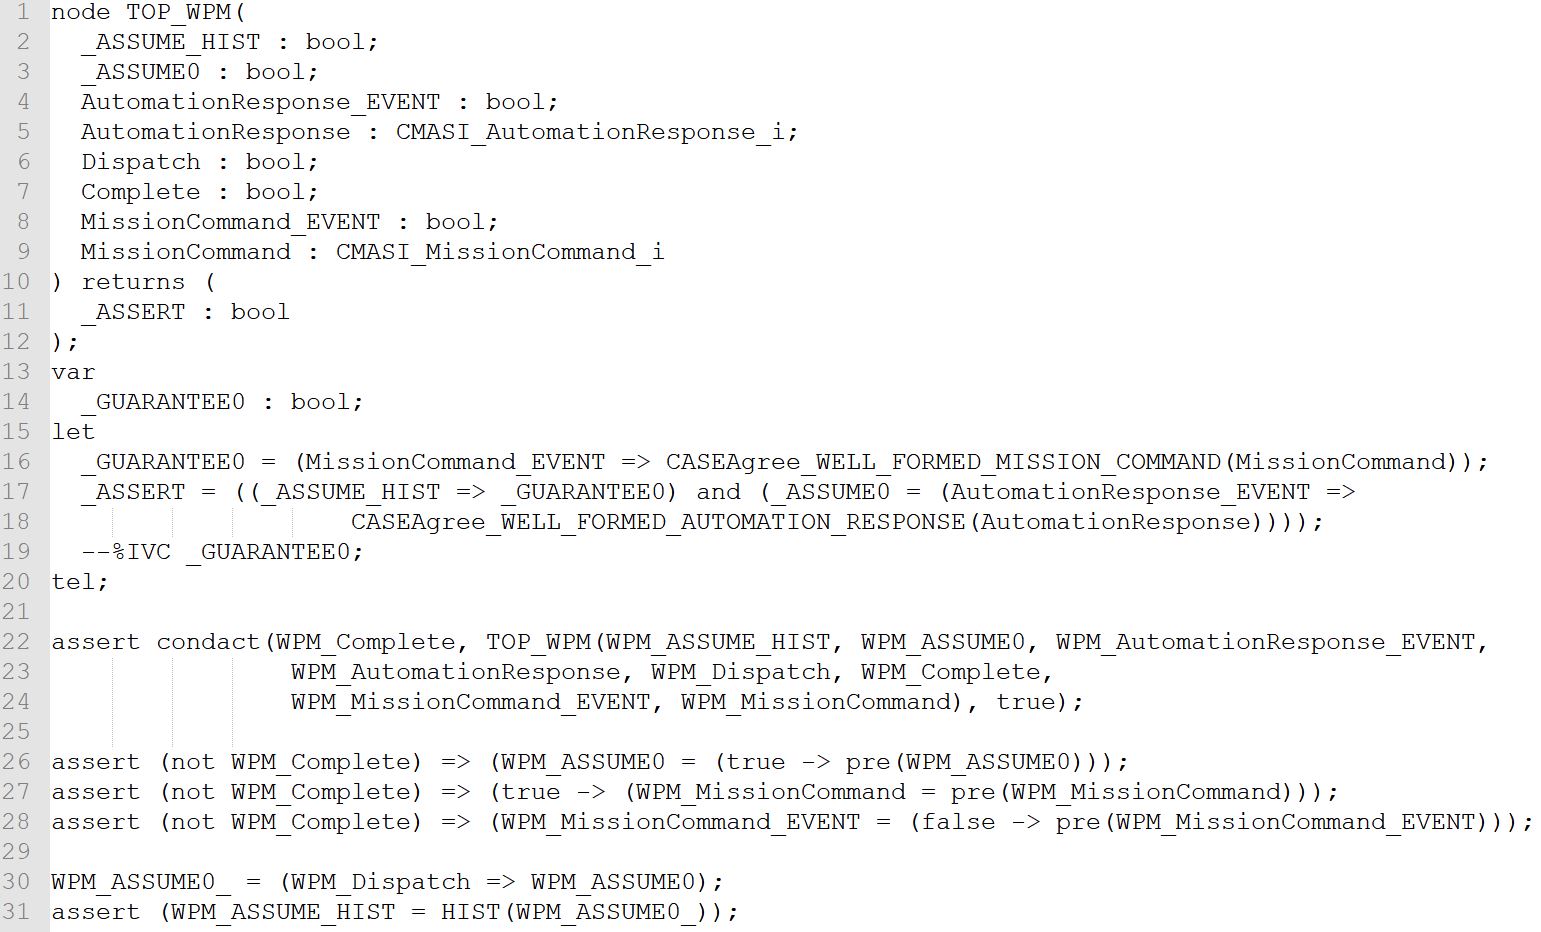 1 node TOP_WPM(
2   _ASSUME_HIST : bool;
3   _ASSUME0 : bool;
4   AutomationResponse_EVENT : bool;
5   AutomationResponse : CMASI_AutomationResponse_i;
6   Dispatch : bool;
7   Complete : bool;
8   MissionCommand_EVENT : bool;
9   MissionCommand : CMASI_MissionCommand_i
10 ) returns (
11   _ASSERT : bool
12 );
13 var
14   _GUARANTEE0 : bool;
15 let
16   _GUARANTEE0 = (MissionCommand_EVENT => CASEAgree_WELL_FORMED_MISSION_COMMAND(MissionCommand));
17   _ASSERT = ((_ASSUME_HIST => _GUARANTEE0) and (_ASSUME0 = (AutomationResponse_EVENT =>
18                     CASEAgree_WELL_FORMED_AUTOMATION_RESPONSE(AutomationResponse))));
19   --%IVC _GUARANTEE0;
20 tel;
21
22 assert condact(WPM_Complete, TOP_WPM(WPM_ASSUME_HIST, WPM_ASSUME0, WPM_AutomationResponse_EVENT,
23                 WPM_AutomationResponse, WPM_Dispatch, WPM_Complete,
24                 WPM_MissionCommand_EVENT, WPM_MissionCommand), true);
25
26 assert (not WPM_Complete) => (WPM_ASSUME0 = (true -> pre(WPM_ASSUME0)));
27 assert (not WPM_Complete) => (true -> (WPM_MissionCommand = pre(WPM_MissionCommand)));
28 assert (not WPM_Complete) => (WPM_MissionCommand_EVENT = (false -> pre(WPM_MissionCommand_EVENT)));
29
30 WPM_ASSUME0_ = (WPM_Dispatch => WPM_ASSUME0);
31 assert (WPM_ASSUME_HIST = HIST(WPM_ASSUME0_));